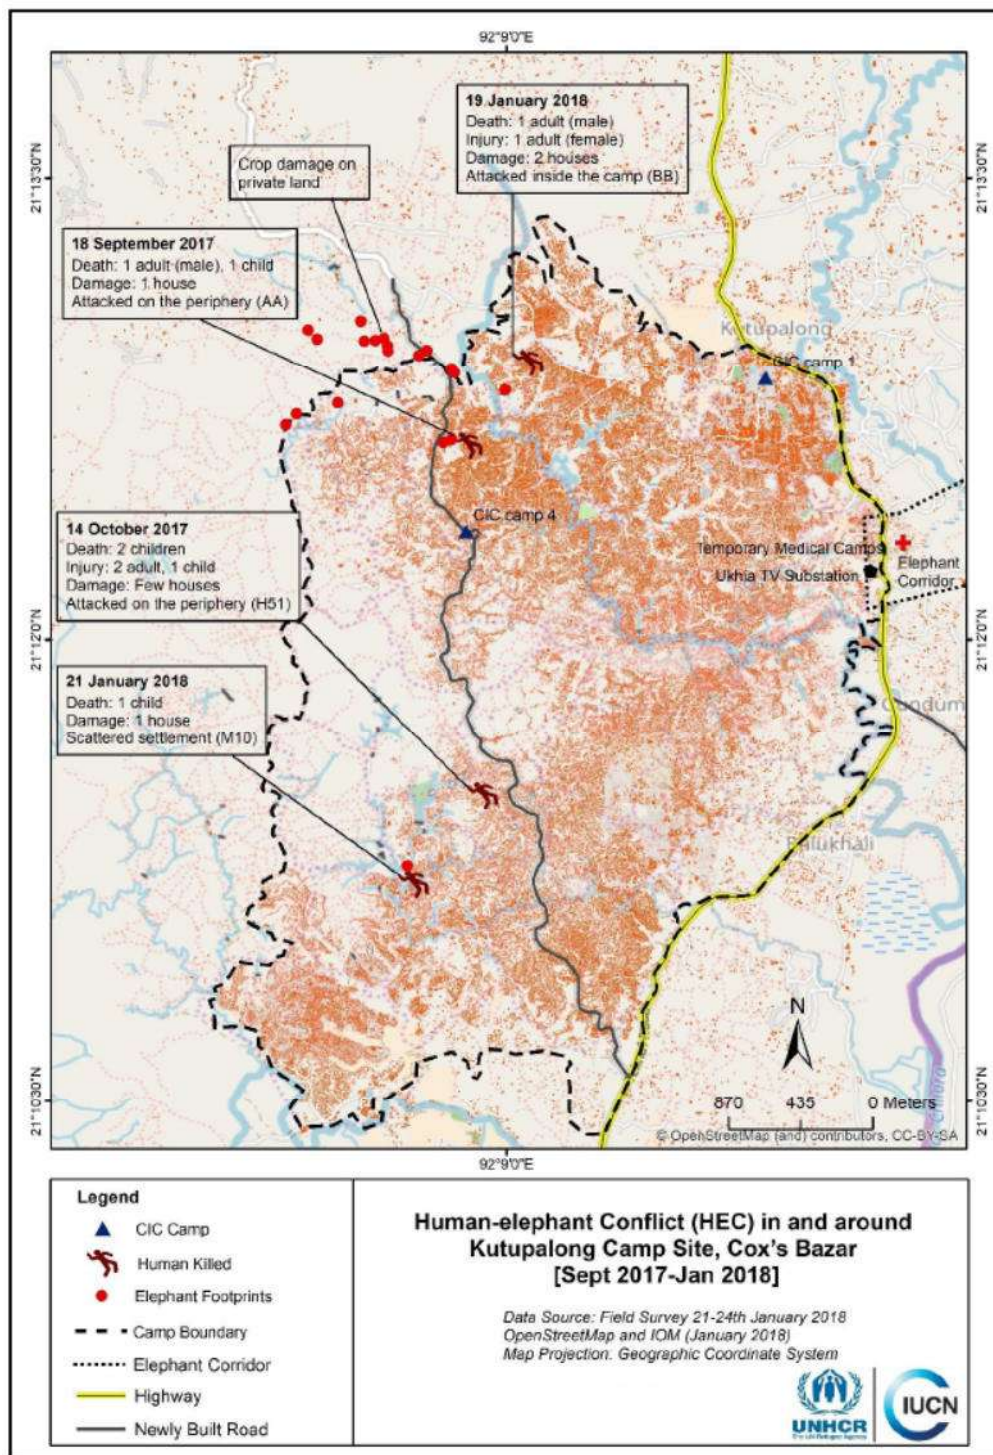 92°9'0"E
21°13'30"N
21°13'30"N
19 January 2018
Death: 1 adult (male)
Injury: 1 adult (female)
Damage: 2 houses
Attacked inside the camp (BB)
Crop damage on
private land
18 September 2017
Death: 1 adult (male), 1 child
Damage: 1 house
Attacked on the periphery (AA)
Kutupalong
CIC camp 1
14 October 2017
Death: 2 children
Injury: 2 adult, 1 child
Damage: Few houses
Attacked on the periphery (H51)
CIC camp 4
Temporary Medical Camps
Ukhia TV Substation
Elephant
Corridor
21°12'0"N
21°12'0"N
21 January 2018
Death: 1 child
Damage: 1 house
Scattered settlement (M10)
Gundum
Balukhali
N
21°10'30"N
21°10'30"N
870 435 0 Meters
© OpenStreetMap (and) contributors, CC-BY-SA
92°9'0"E
Legend
CIC Camp
Human Killed
Elephant Footprints
Camp Boundary
Elephant Corridor
Highway
Newly Built Road
Human-elephant Conflict (HEC) in and around
Kutupalong Camp Site, Cox's Bazar
[Sept 2017-Jan 2018]
Data Source: Field Survey 21-24th January 2018
OpenStreetMap and IOM (January 2018)
Map Projection: Geographic Coordinate System
UNHCR
The UN Refugee Agency
IUCN